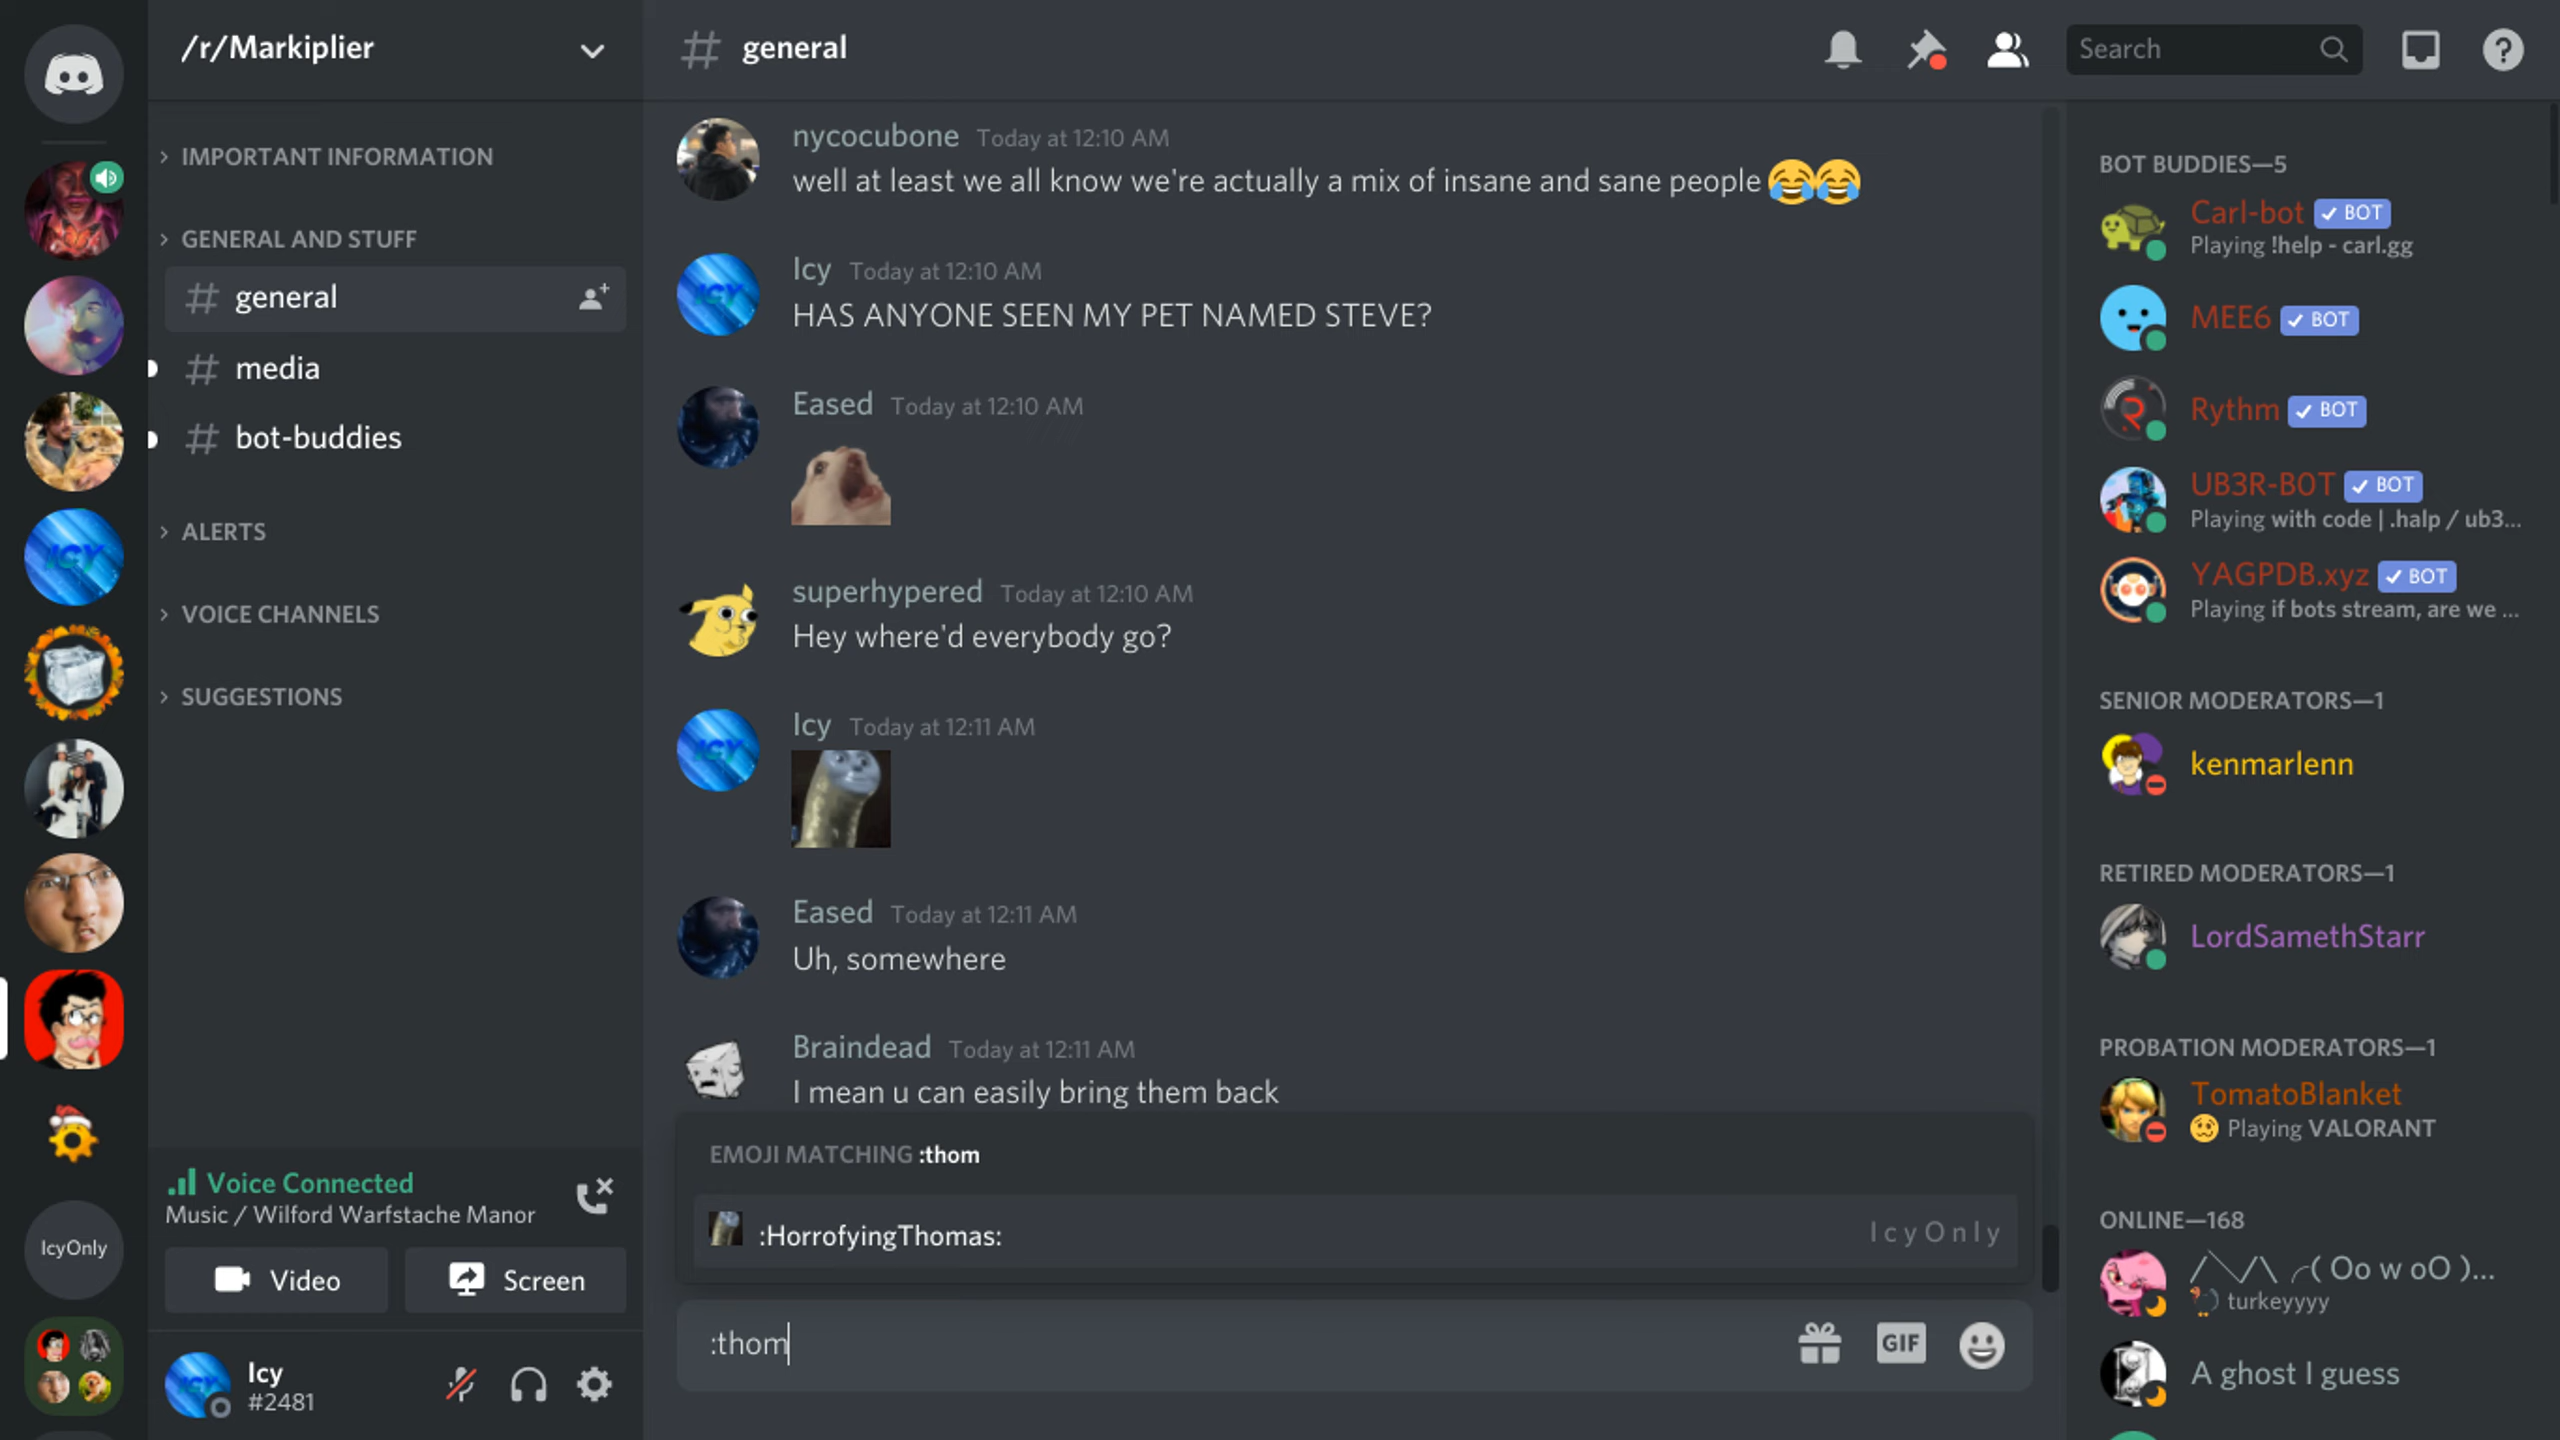 /r/Markiplier
IMPORTANT INFORMATION
GENERAL AND STUFF
general
media
bot-buddies
ALERTS
VOICE CHANNELS
SUGGESTIONS
ICY
IcyOnly
Voice Connected
Music / Wilford Warfstache Manor
Video
Screen
Icy
#2481
# general
Search
nycocubone Today at 12:10 AM
well at least we all know we're actually a mix of insane and sane people 😂😂
Icy Today at 12:10 AM
HAS ANYONE SEEN MY PET NAMED STEVE?
Eased Today at 12:10 AM
superhypered Today at 12:10 AM
Hey where'd everybody go?
Icy Today at 12:11 AM
Eased Today at 12:11 AM
Uh, somewhere
Braindead Today at 12:11 AM
I mean u can easily bring them back
EMOJI MATCHING :thom
:HorrofyingThomas: IcyOnly
:thom
GIF
BOT BUDDIES—5
Carl-bot ✓ BOT
Playing !help - carl.gg
MEE6 ✓ BOT
Rythm ✓ BOT
UB3R-B0T ✓ BOT
Playing with code | .halp / ub3...
YAGPDB.xyz ✓ BOT
Playing if bots stream, are we ...
SENIOR MODERATORS—1
kenmarlenn
RETIRED MODERATORS—1
LordSamethStarr
PROBATION MODERATORS—1
TomatoBlanket
Playing VALORANT
ONLINE—168
/╲/\ ╭( Oo w oO )...
turkeyyyy
A ghost I guess